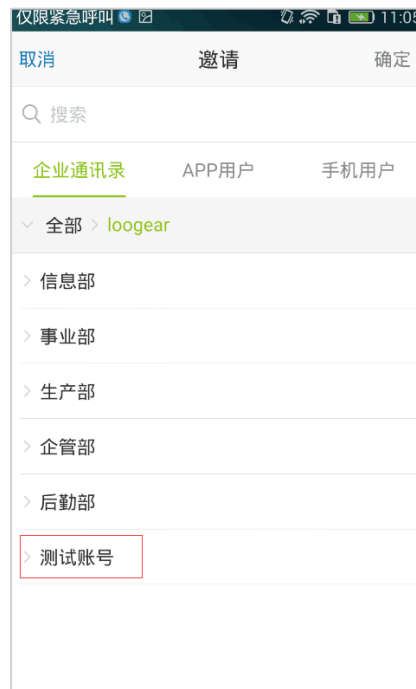 仅限紧急呼叫 11:05
取消 邀请 确定
搜索
企业通讯录 APP用户 手机用户
全部 > loogear
信息部
事业部
生产部
企管部
后勤部
测试账号